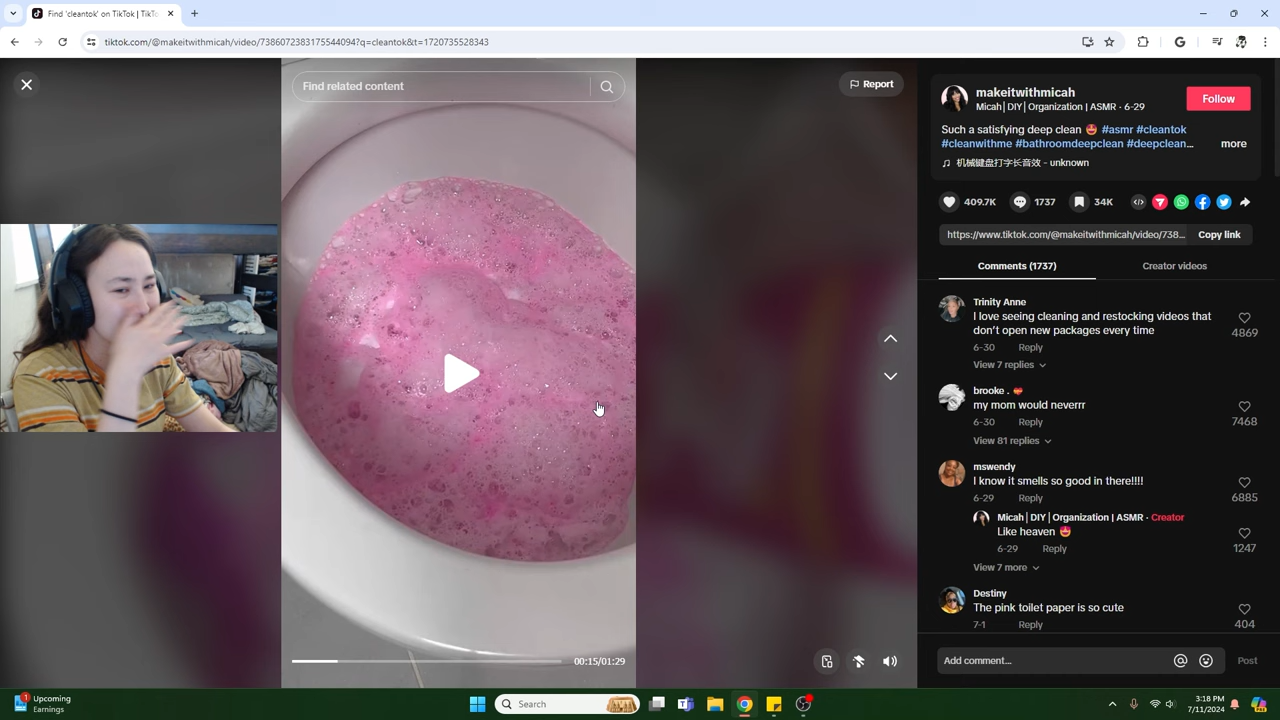 Find 'cleantok' on TikTok | TikTo
tiktok.com/@makeitwithmicah/video/7386072383175544094?q=cleantok&t=1720735528343
Find related content
Report
makeitwithmicah
Micah│DIY│Organization│ASMR · 6-29
Follow
Such a satisfying deep clean 🤩 #asmr #cleantok
#cleanwithme #bathroomdeepclean #deepclean...
more
机械键盘打字长音效 - unknown
409.7K
1737
34K
https://www.tiktok.com/@makeitwithmicah/video/738...
Copy link
Comments (1737)
Creator videos
Trinity Anne
I love seeing cleaning and restocking videos that
don't open new packages every time
4869
6-30
Reply
View 7 replies
brooke . ❤️
my mom would neverrr
7468
6-30
Reply
View 81 replies
mswendy
I know it smells so good in there!!!!
6885
6-29
Reply
Micah│DIY│Organization│ASMR · Creator
Like heaven 🤩
1247
6-29
Reply
View 7 more
Destiny
The pink toilet paper is so cute
404
7-1
Reply
00:15/01:29
Add comment...
Post
1
Upcoming
Earnings
Search
3:18 PM
7/11/2024